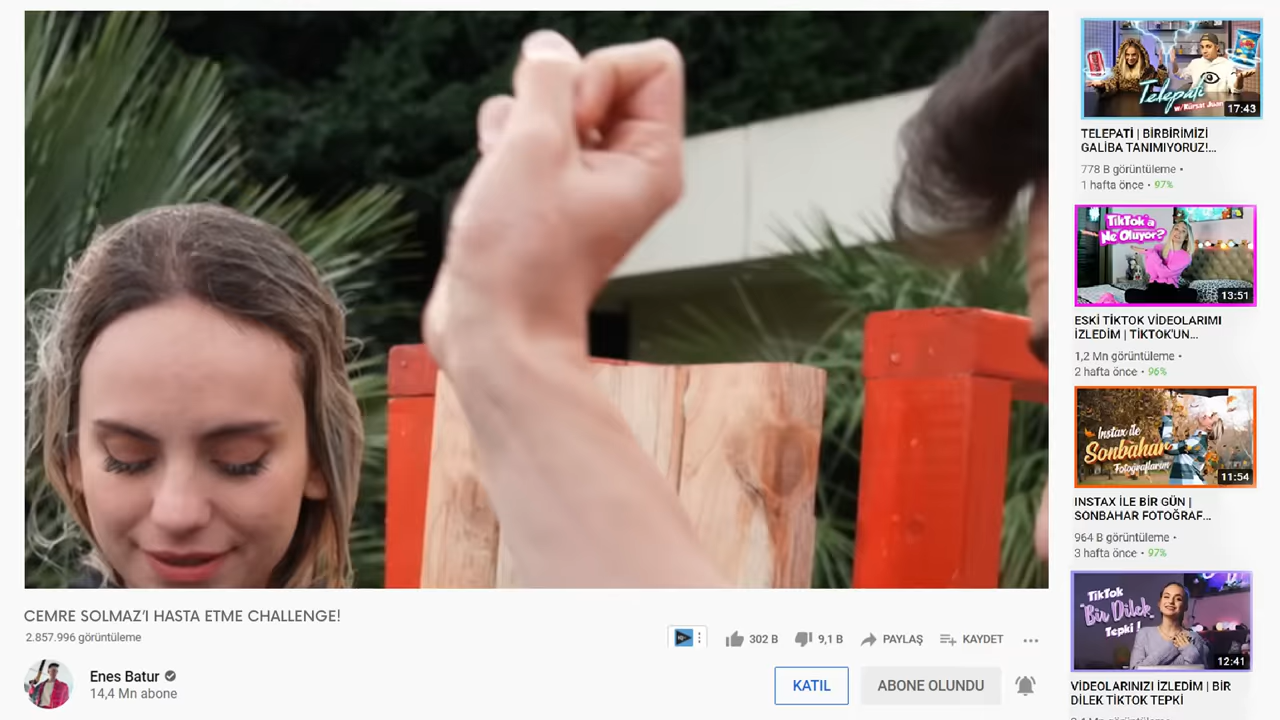 CEMRE SOLMAZ'I HASTA ETME CHALLENGE!
2.857.996 görüntüleme
302 B
9,1 B
PAYLAŞ
KAYDET
Enes Batur
14,4 Mn abone
KATIL
ABONE OLUNDU
Telepati
w/Kürşat Juan
17:43
TELEPATİ | BİRBİRİMİZİ
GALİBA TANIMIYORUZ!...
778 B görüntüleme •
1 hafta önce • 97%
TikTok'a
Ne Oluyor?
13:51
ESKİ TİKTOK VİDEOLARIMI
İZLEDİM | TİKTOK'UN...
1,2 Mn görüntüleme •
2 hafta önce • 96%
Instax ile
Sonbahar
Fotoğraflarım
11:54
INSTAX İLE BİR GÜN |
SONBAHAR FOTOĞRAF...
964 B görüntüleme •
3 hafta önce • 97%
TikTok
"Bir Dilek"
Tepki!
12:41
VİDEOLARINIZI İZLEDİM | BİR
DİLEK TİKTOK TEPKİ